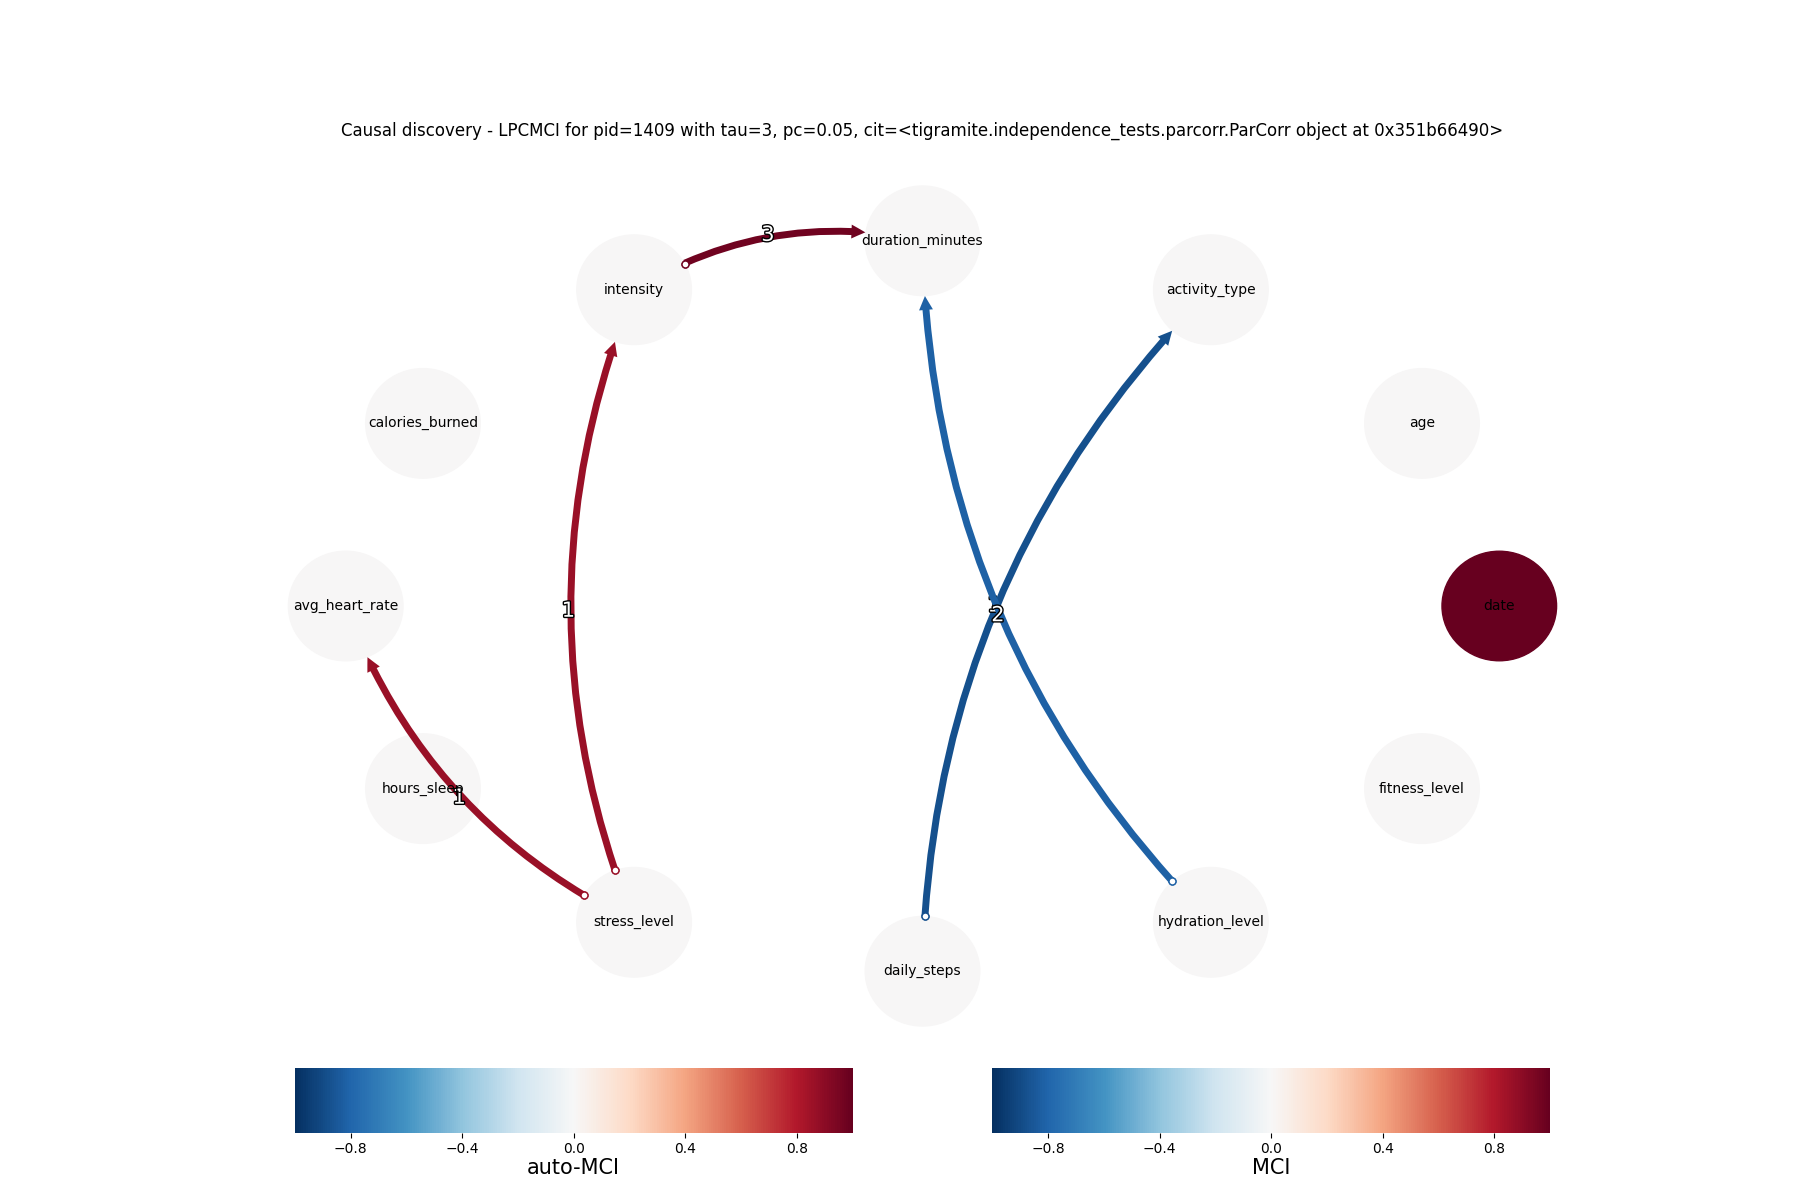 Causal discovery - LPCMCI for pid=1409 with tau=3, pc=0.05, cit=<tigramite.independence_tests.parcorr.ParCorr object at 0x351b66490>
3
duration_minutes
intensity
activity_type
calories_burned
age
avg_heart_rate
1
2
date
hours_sleep
1
fitness_level
stress_level
hydration_level
daily_steps
−0.8 −0.4 0.0 0.4 0.8
auto-MCI
−0.8 −0.4 0.0 0.4 0.8
MCI